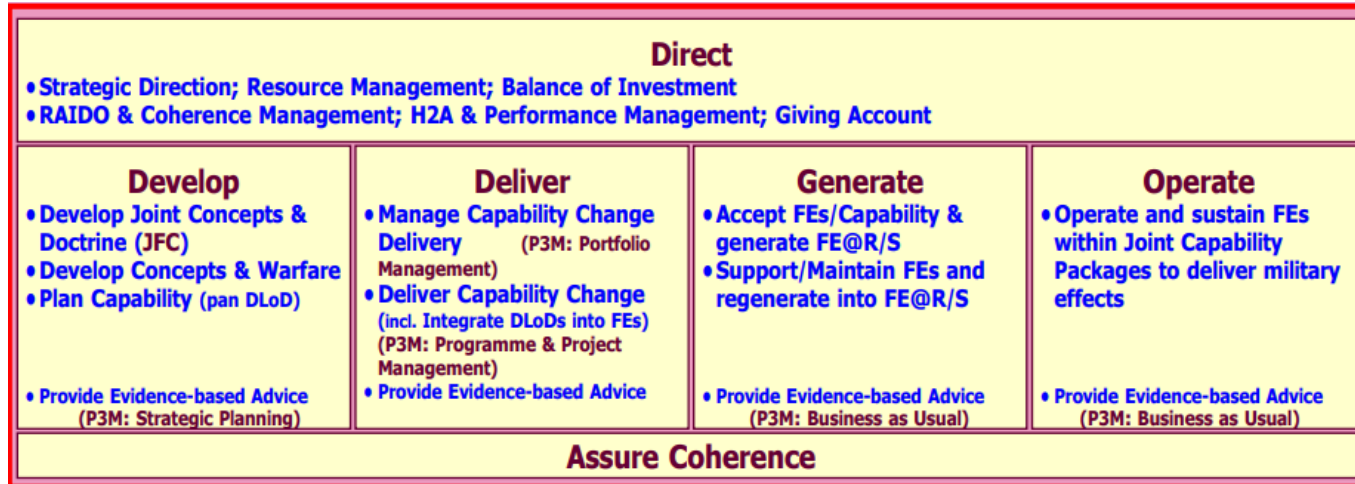 Direct
• Strategic Direction; Resource Management; Balance of Investment
• RAIDO & Coherence Management; H2A & Performance Management; Giving Account
Develop
• Develop Joint Concepts &
Doctrine (JFC)
• Develop Concepts & Warfare
• Plan Capability (pan DLoD)
• Provide Evidence-based Advice
(P3M: Strategic Planning)
Deliver
• Manage Capability Change
Delivery (P3M: Portfolio
Management)
• Deliver Capability Change
(incl. Integrate DLoDs into FEs)
(P3M: Programme & Project
Management)
• Provide Evidence-based Advice
Generate
• Accept FEs/Capability &
generate FE@R/S
• Support/Maintain FEs and
regenerate into FE@R/S
• Provide Evidence-based Advice
(P3M: Business as Usual)
Operate
• Operate and sustain FEs
within Joint Capability
Packages to deliver military
effects
• Provide Evidence-based Advice
(P3M: Business as Usual)
Assure Coherence